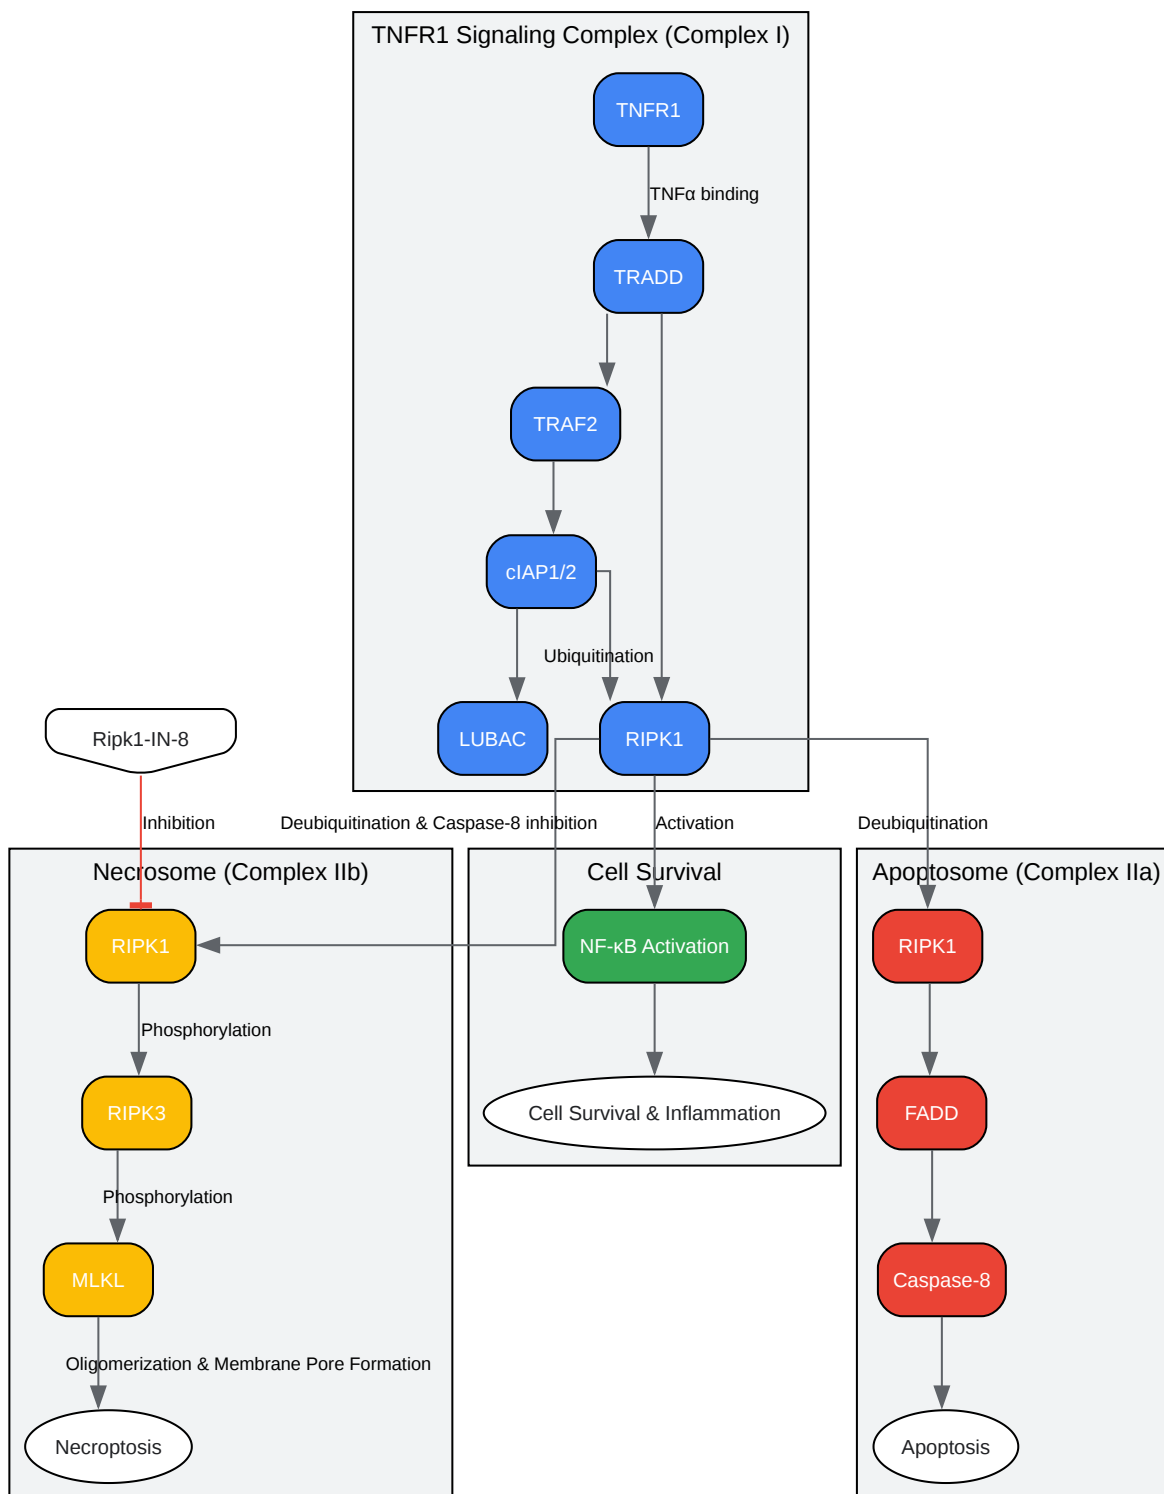 TNFR1 Signaling Complex (Complex I)
TNFR1
TNFα binding
TRADD
TRAF2
cIAP1/2
Ubiquitination
LUBAC
RIPK1
Ripk1-IN-8
Inhibition
Deubiquitination & Caspase-8 inhibition
Activation
Deubiquitination
Necrosome (Complex IIb)
RIPK1
Phosphorylation
RIPK3
Phosphorylation
MLKL
Oligomerization & Membrane Pore Formation
Necroptosis
Cell Survival
NF-κB Activation
Cell Survival & Inflammation
Apoptosome (Complex IIa)
RIPK1
FADD
Caspase-8
Apoptosis